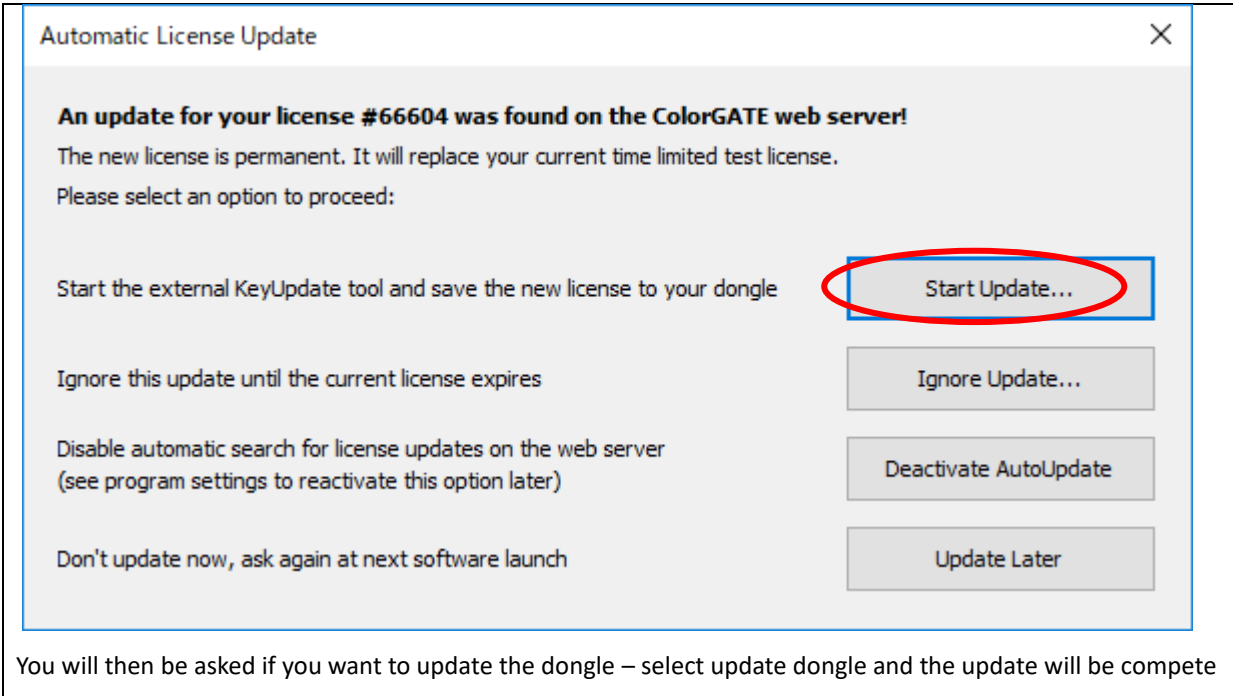 Automatic License Update
An update for your license #66604 was found on the ColorGATE web server!
The new license is permanent. It will replace your current time limited test license.
Please select an option to proceed:
Start the external KeyUpdate tool and save the new license to your dongle
Start Update...
Ignore this update until the current license expires
Ignore Update...
Disable automatic search for license updates on the web server
(see program settings to reactivate this option later)
Deactivate AutoUpdate
Don't update now, ask again at next software launch
Update Later
You will then be asked if you want to update the dongle – select update dongle and the update will be compete